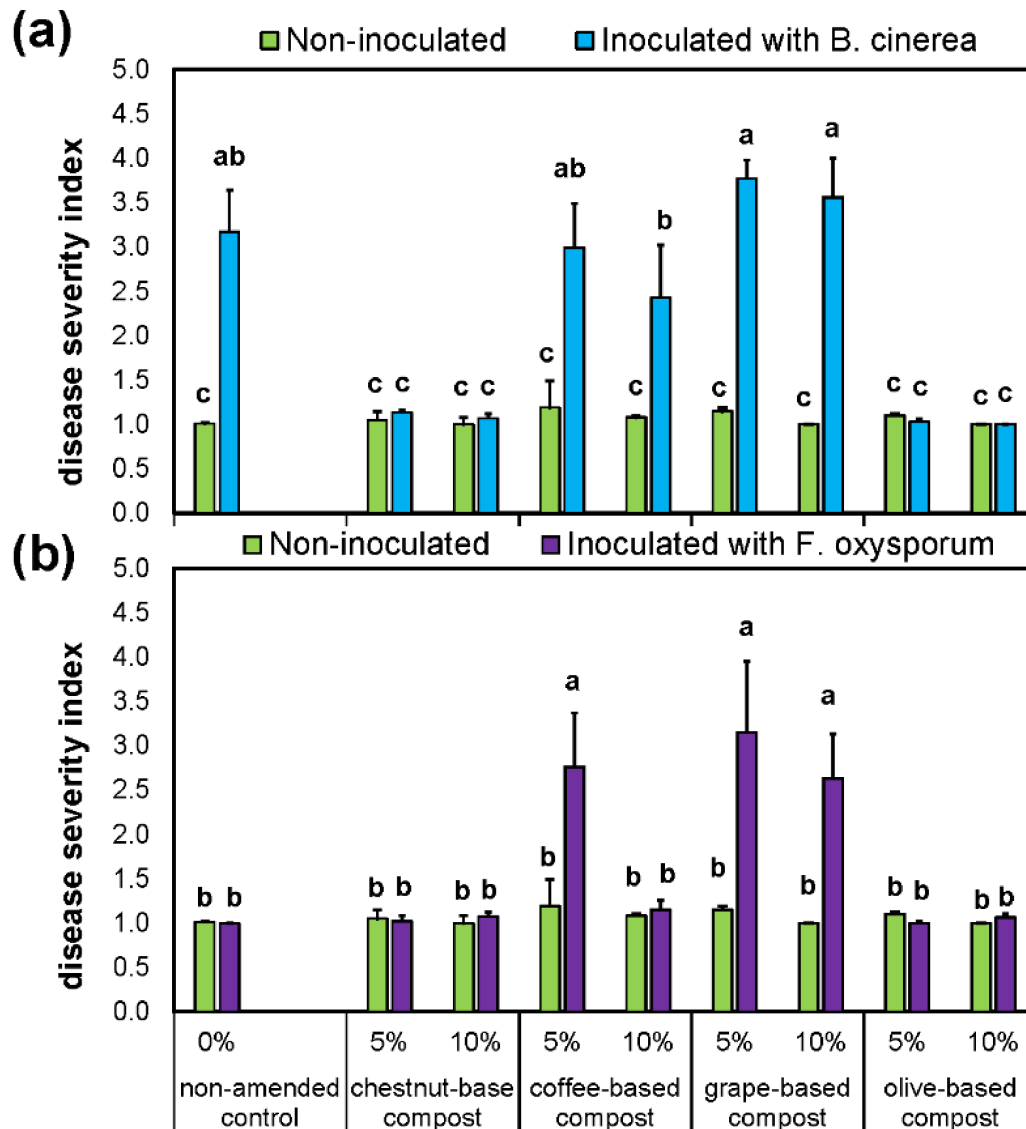 (a)
Non-inoculated Inoculated with B. cinerea
disease severity index
5.0
4.5
4.0
3.5
3.0
2.5
2.0
1.5
1.0
0.5
0.0
c ab c c c c c ab c b c a c a c c c c
(b)
Non-inoculated Inoculated with F. oxysporum
disease severity index
5.0
4.5
4.0
3.5
3.0
2.5
2.0
1.5
1.0
0.5
0.0
b b b b b b b a b b b a b a b b b b
0% 5% 10% 5% 10% 5% 10% 5% 10%
non-amended chestnut-base coffee-based grape-based olive-based
control compost compost compost compost